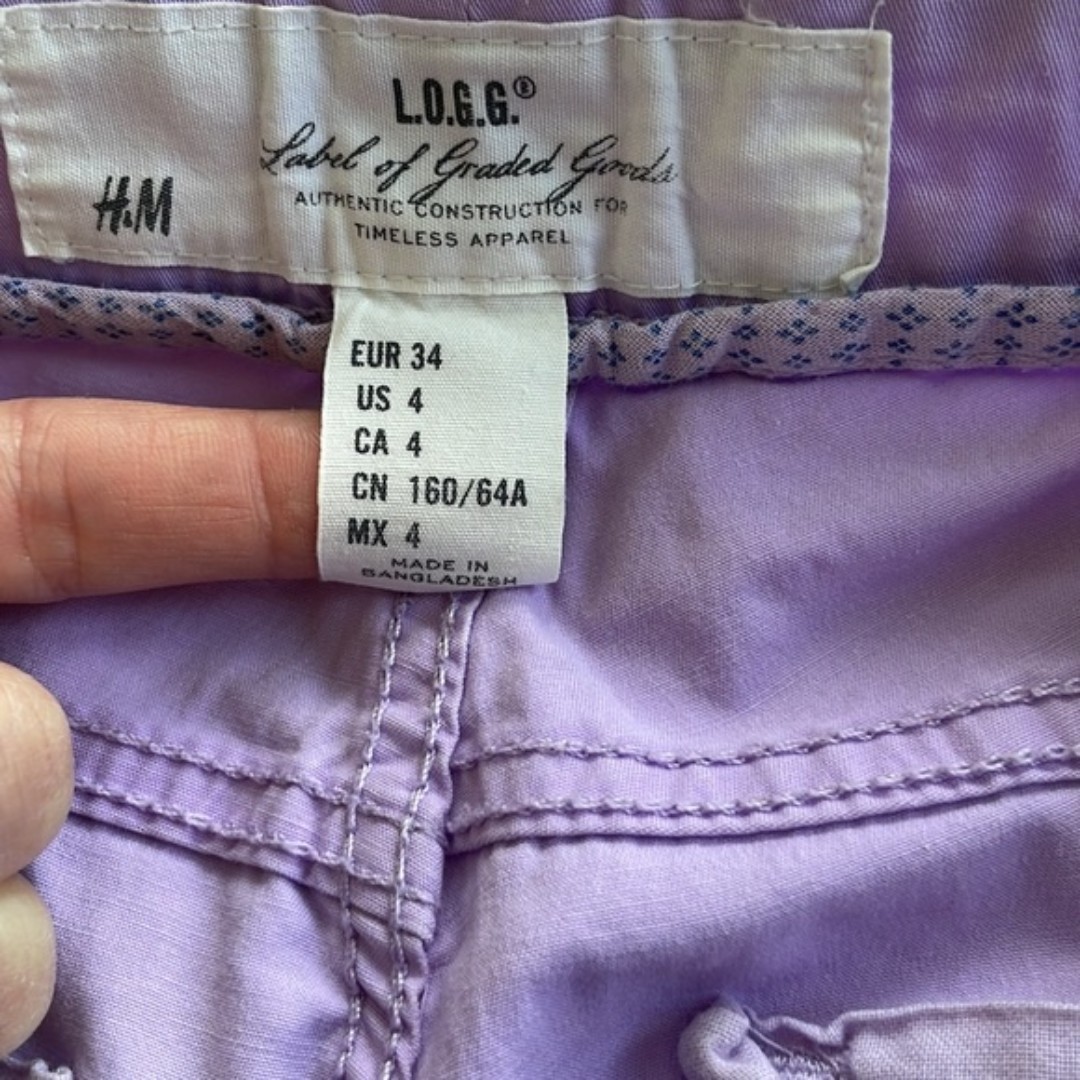 L.O.G.G.®
Label of Graded Goods
H&M
AUTHENTIC CONSTRUCTION FOR
TIMELESS APPAREL
EUR 34
US 4
CA 4
CN 160/64A
MX 4
MADE IN
BANGLADESH